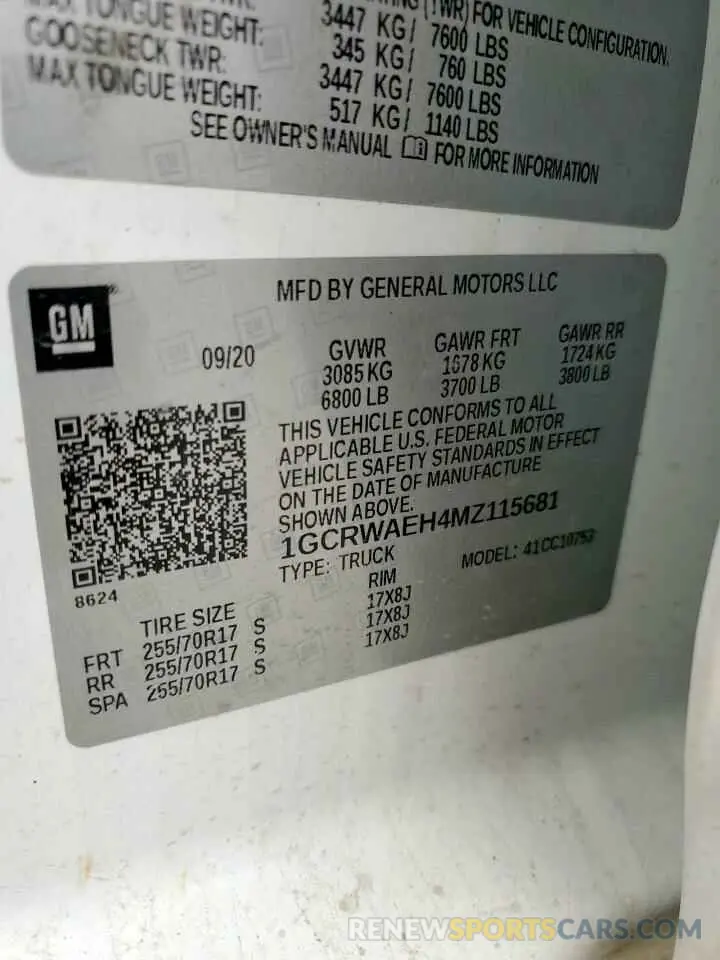 TONGUE WEIGHT:
GOOSENECK TWR:
MAX TONGUE WEIGHT:
FOR VEHICLE CONFIGURATION.
3447 KG/ 7600 LBS
345 KG/ 760 LBS
3447 KG/ 7600 LBS
517 KG/ 1140 LBS
SEE OWNER'S MANUAL FOR MORE INFORMATION
GM
MFD BY GENERAL MOTORS LLC
09/20
GVWR GAWR FRT GAWR RR
3085 KG 1678 KG 1724 KG
6800 LB 3700 LB 3800 LB
THIS VEHICLE CONFORMS TO ALL
APPLICABLE U.S. FEDERAL MOTOR
VEHICLE SAFETY STANDARDS IN EFFECT
ON THE DATE OF MANUFACTURE
SHOWN ABOVE.
1GCRWAEH4MZ115681
TYPE: TRUCK MODEL: 41CC10753
8624
TIRE SIZE RIM
FRT 255/70R17 S 17X8J
RR 255/70R17 S 17X8J
SPA 255/70R17 S 17X8J
RENEWSPORTSCARS.COM